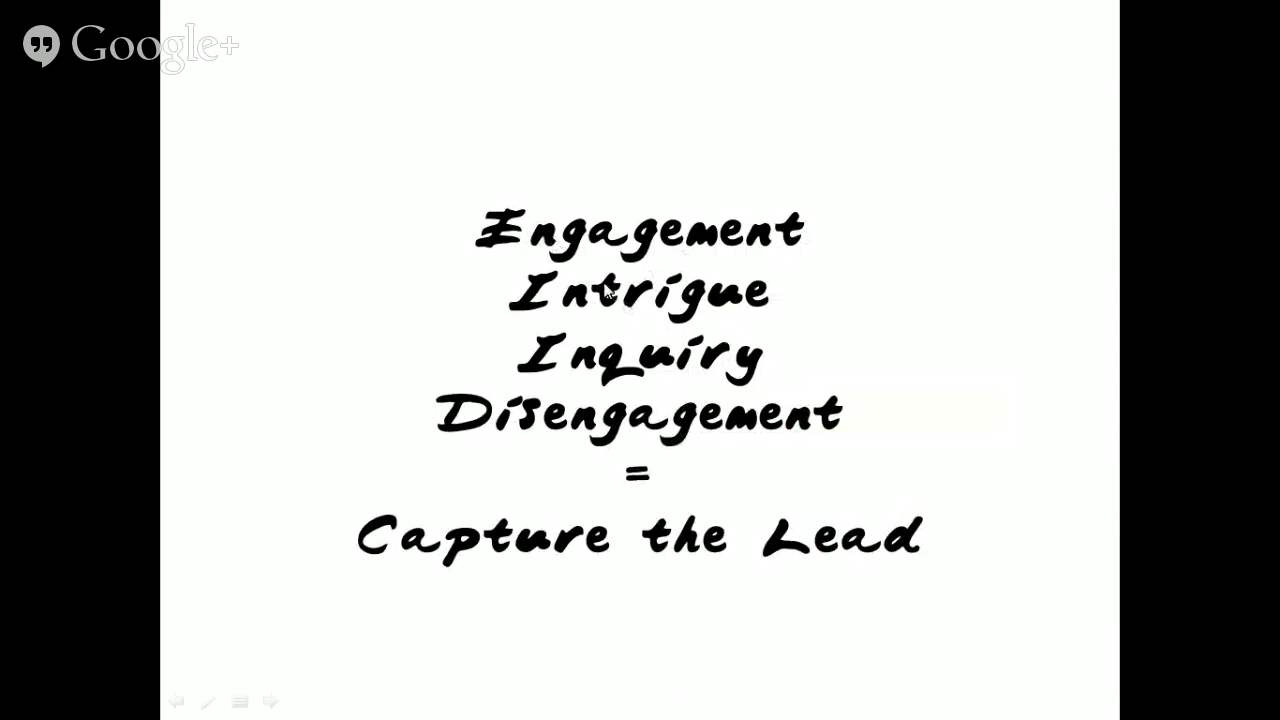 Google+
Engagement
Intrigue
Inquiry
Disengagement
=
Capture the Lead